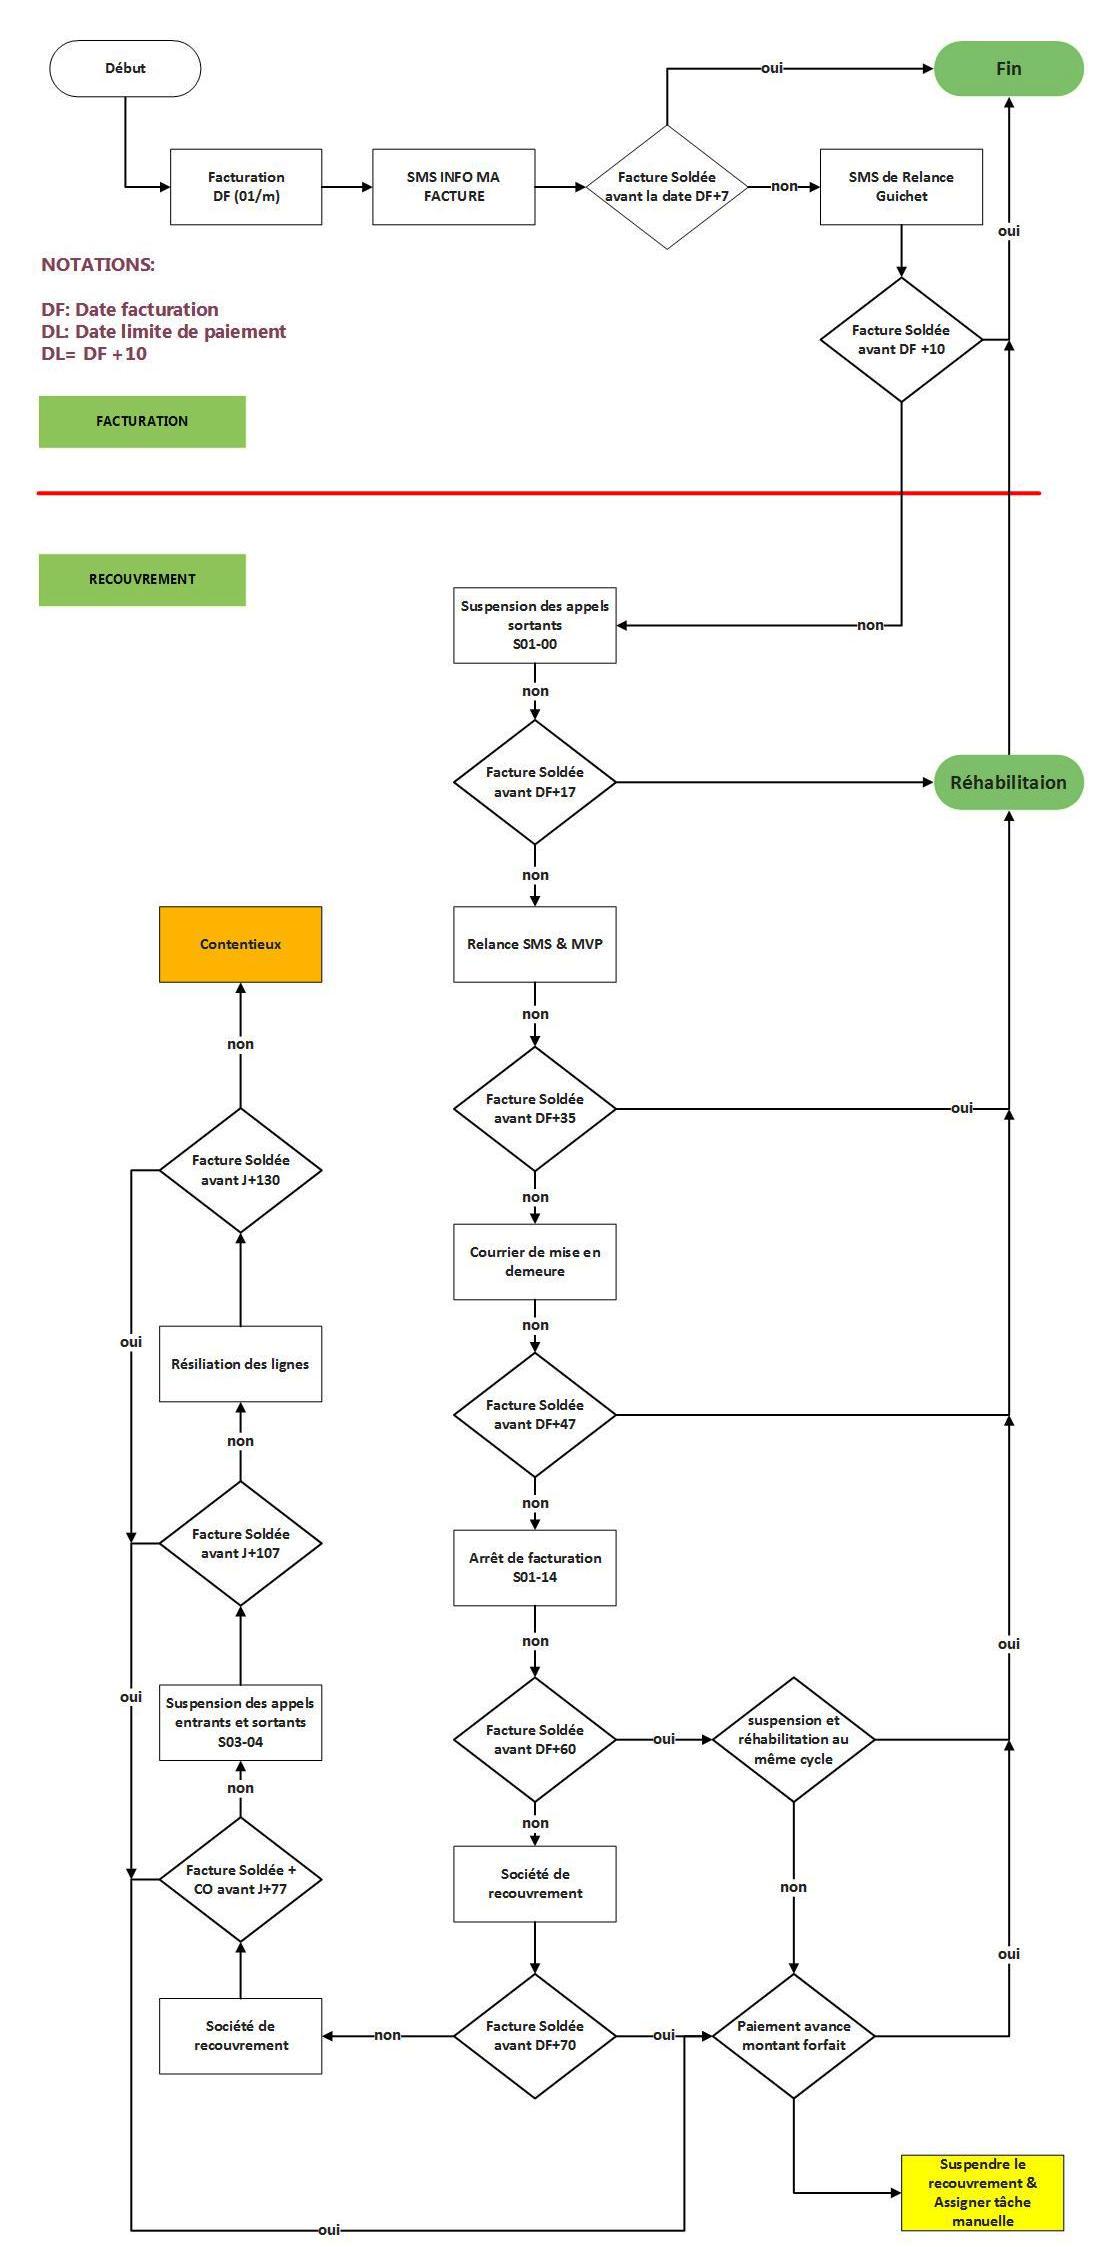 Début
oui
Fin
Facturation
DF (01/m)
SMS INFO MA
FACTURE
Facture Soldée
avant la date DF+7
non
SMS de Relance
Guichet
oui
NOTATIONS:
DF: Date facturation
DL: Date limite de paiement
DL= DF +10
Facture Soldée
avant DF +10
FACTURATION
RECOUVREMENT
Suspension des appels
sortants
S01-00
non
non
Facture Soldée
avant DF+17
Réhabilitaion
non
Contentieux
Relance SMS & MVP
non
non
Facture Soldée
avant DF+35
oui
Facture Soldée
avant J+130
non
Courrier de mise en
demeure
non
oui
Résiliation des lignes
Facture Soldée
avant DF+47
non
non
Facture Soldée
avant J+107
Arrêt de facturation
S01-14
non
oui
oui
Suspension des appels
entrants et sortants
S03-04
Facture Soldée
avant DF+60
oui
suspension et
réhabilitation au
même cycle
non
non
Facture Soldée +
CO avant J+77
Société de
recouvrement
non
oui
Société de
recouvrement
non
Facture Soldée
avant DF+70
oui
Paiement avance
montant forfait
Suspendre le
recouvrement &
Assigner tâche
manuelle
oui